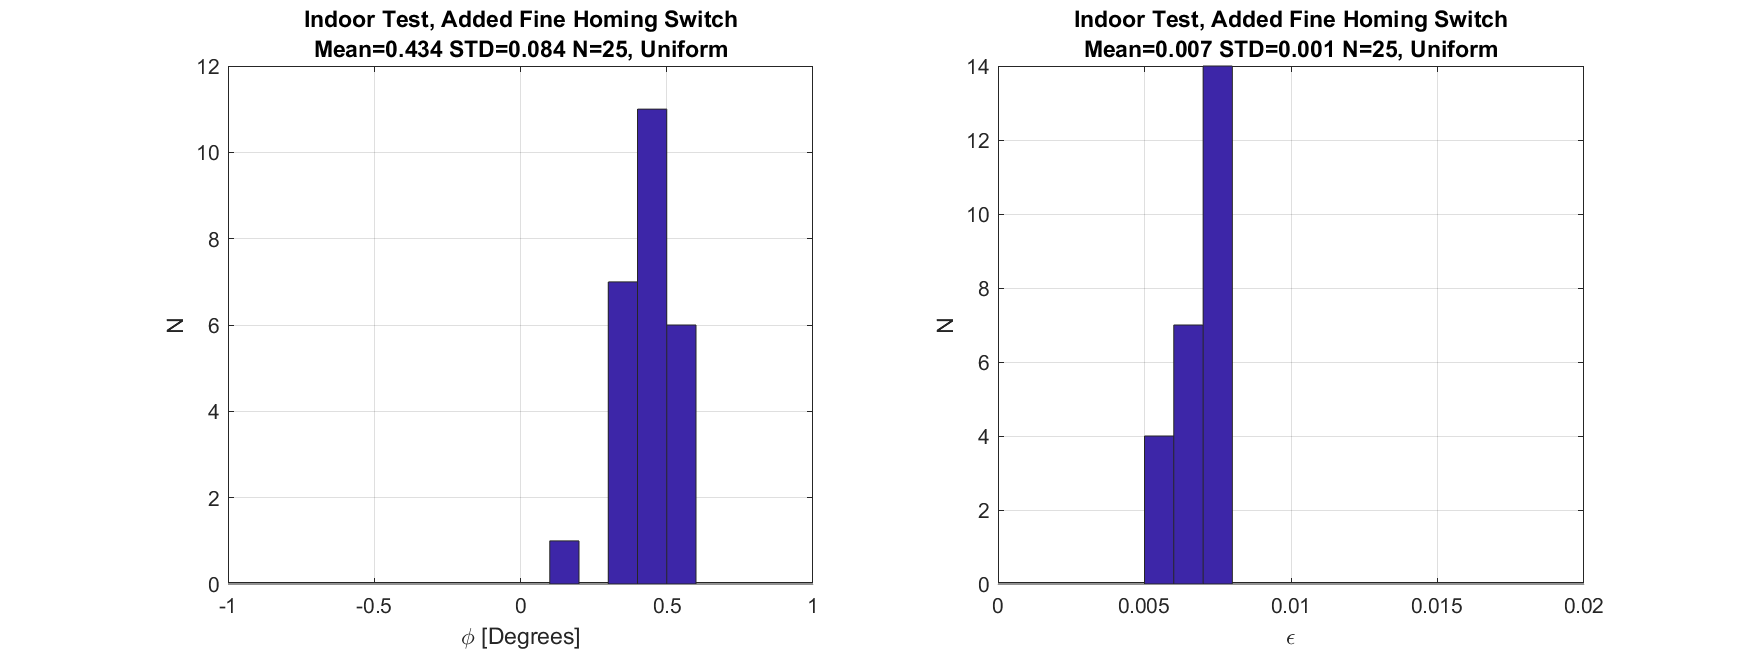 Indoor Test, Added Fine Homing Switch
Mean=0.434 STD=0.084 N=25, Uniform
12
10
8
6
4
2
0
N
-1 -0.5 0 0.5 1
ϕ [Degrees]
Indoor Test, Added Fine Homing Switch
Mean=0.007 STD=0.001 N=25, Uniform
14
12
10
8
6
4
2
0
N
0 0.005 0.01 0.015 0.02
ϵ